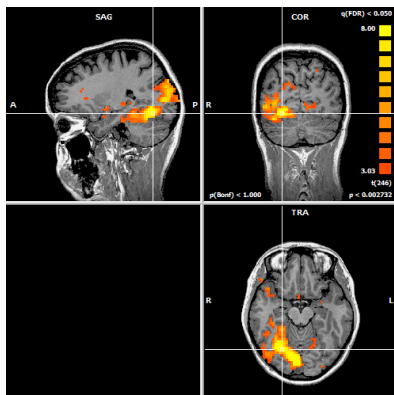 SAG
A
P
COR
q(FDR) < 0.050
8.00
R
3.03
t(246)
p(Bonf) < 1.000
p < 0.002732
TRA
R
L